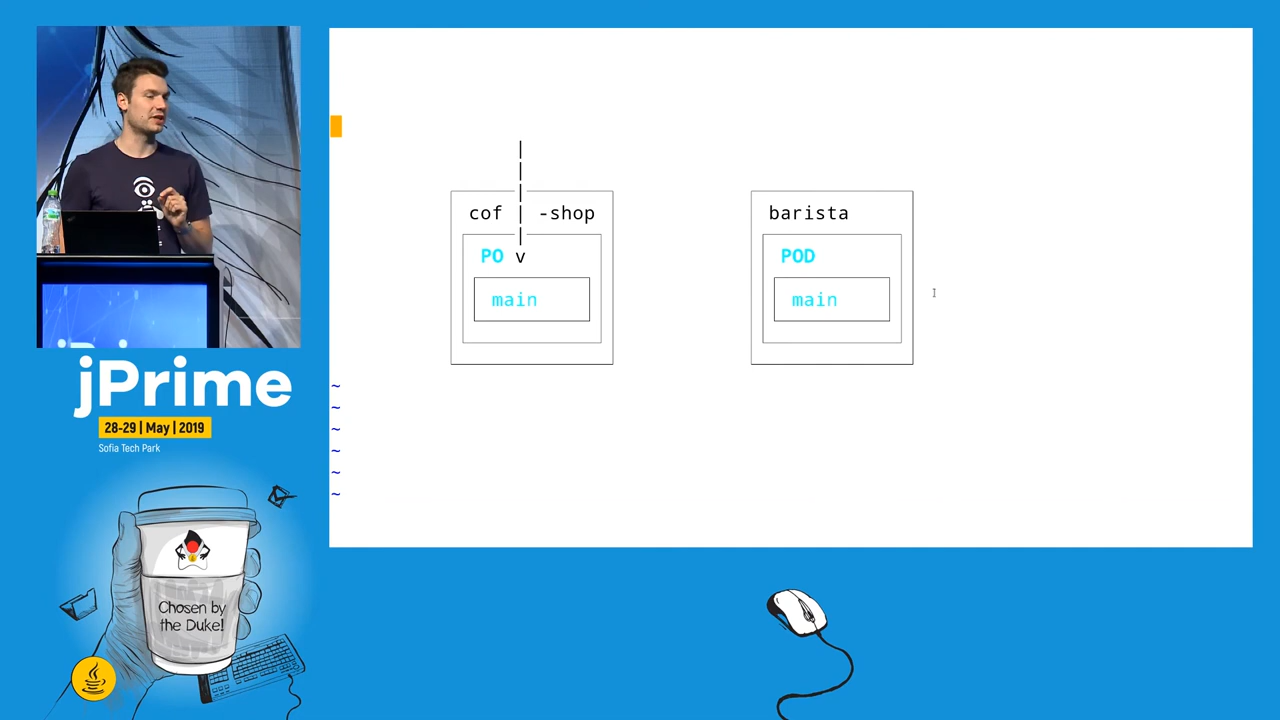 |
|
|
cof | -shop
|
PO v
main
barista
POD
main
~
~
~
~
~
~
jPrime
28-29 | May | 2019
Sofia Tech Park
Chosen by
the Duke!